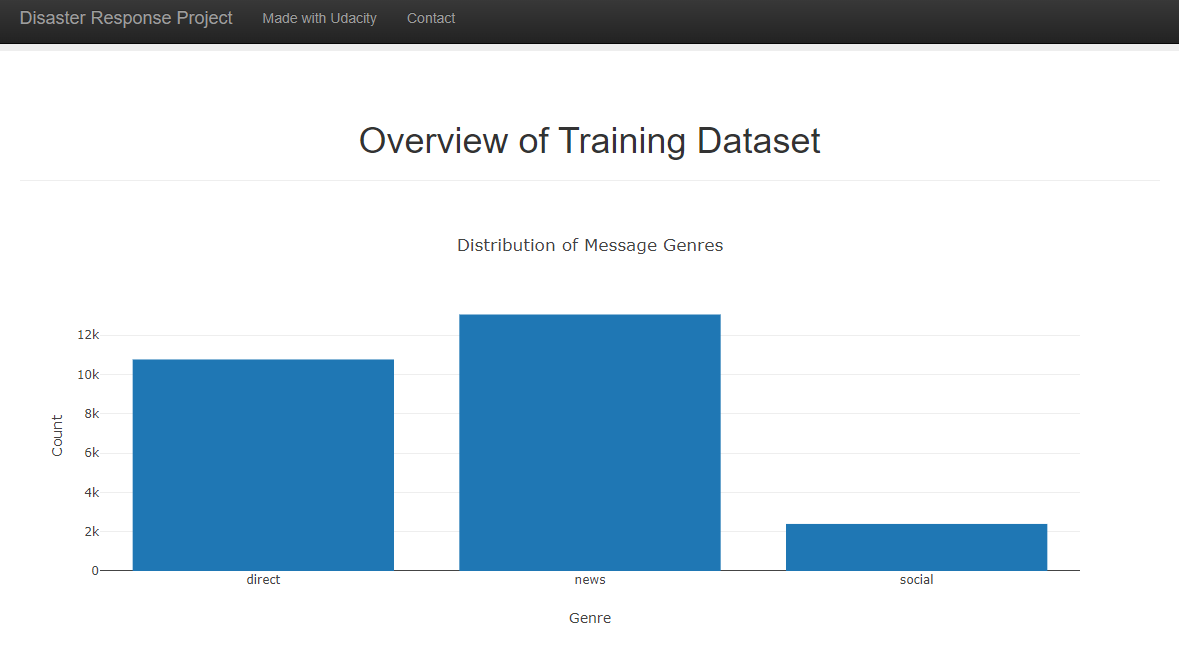 Disaster Response Project Made with Udacity Contact
Overview of Training Dataset
Distribution of Message Genres
12k
10k
8k
6k
4k
2k
0
Count
direct news social
Genre